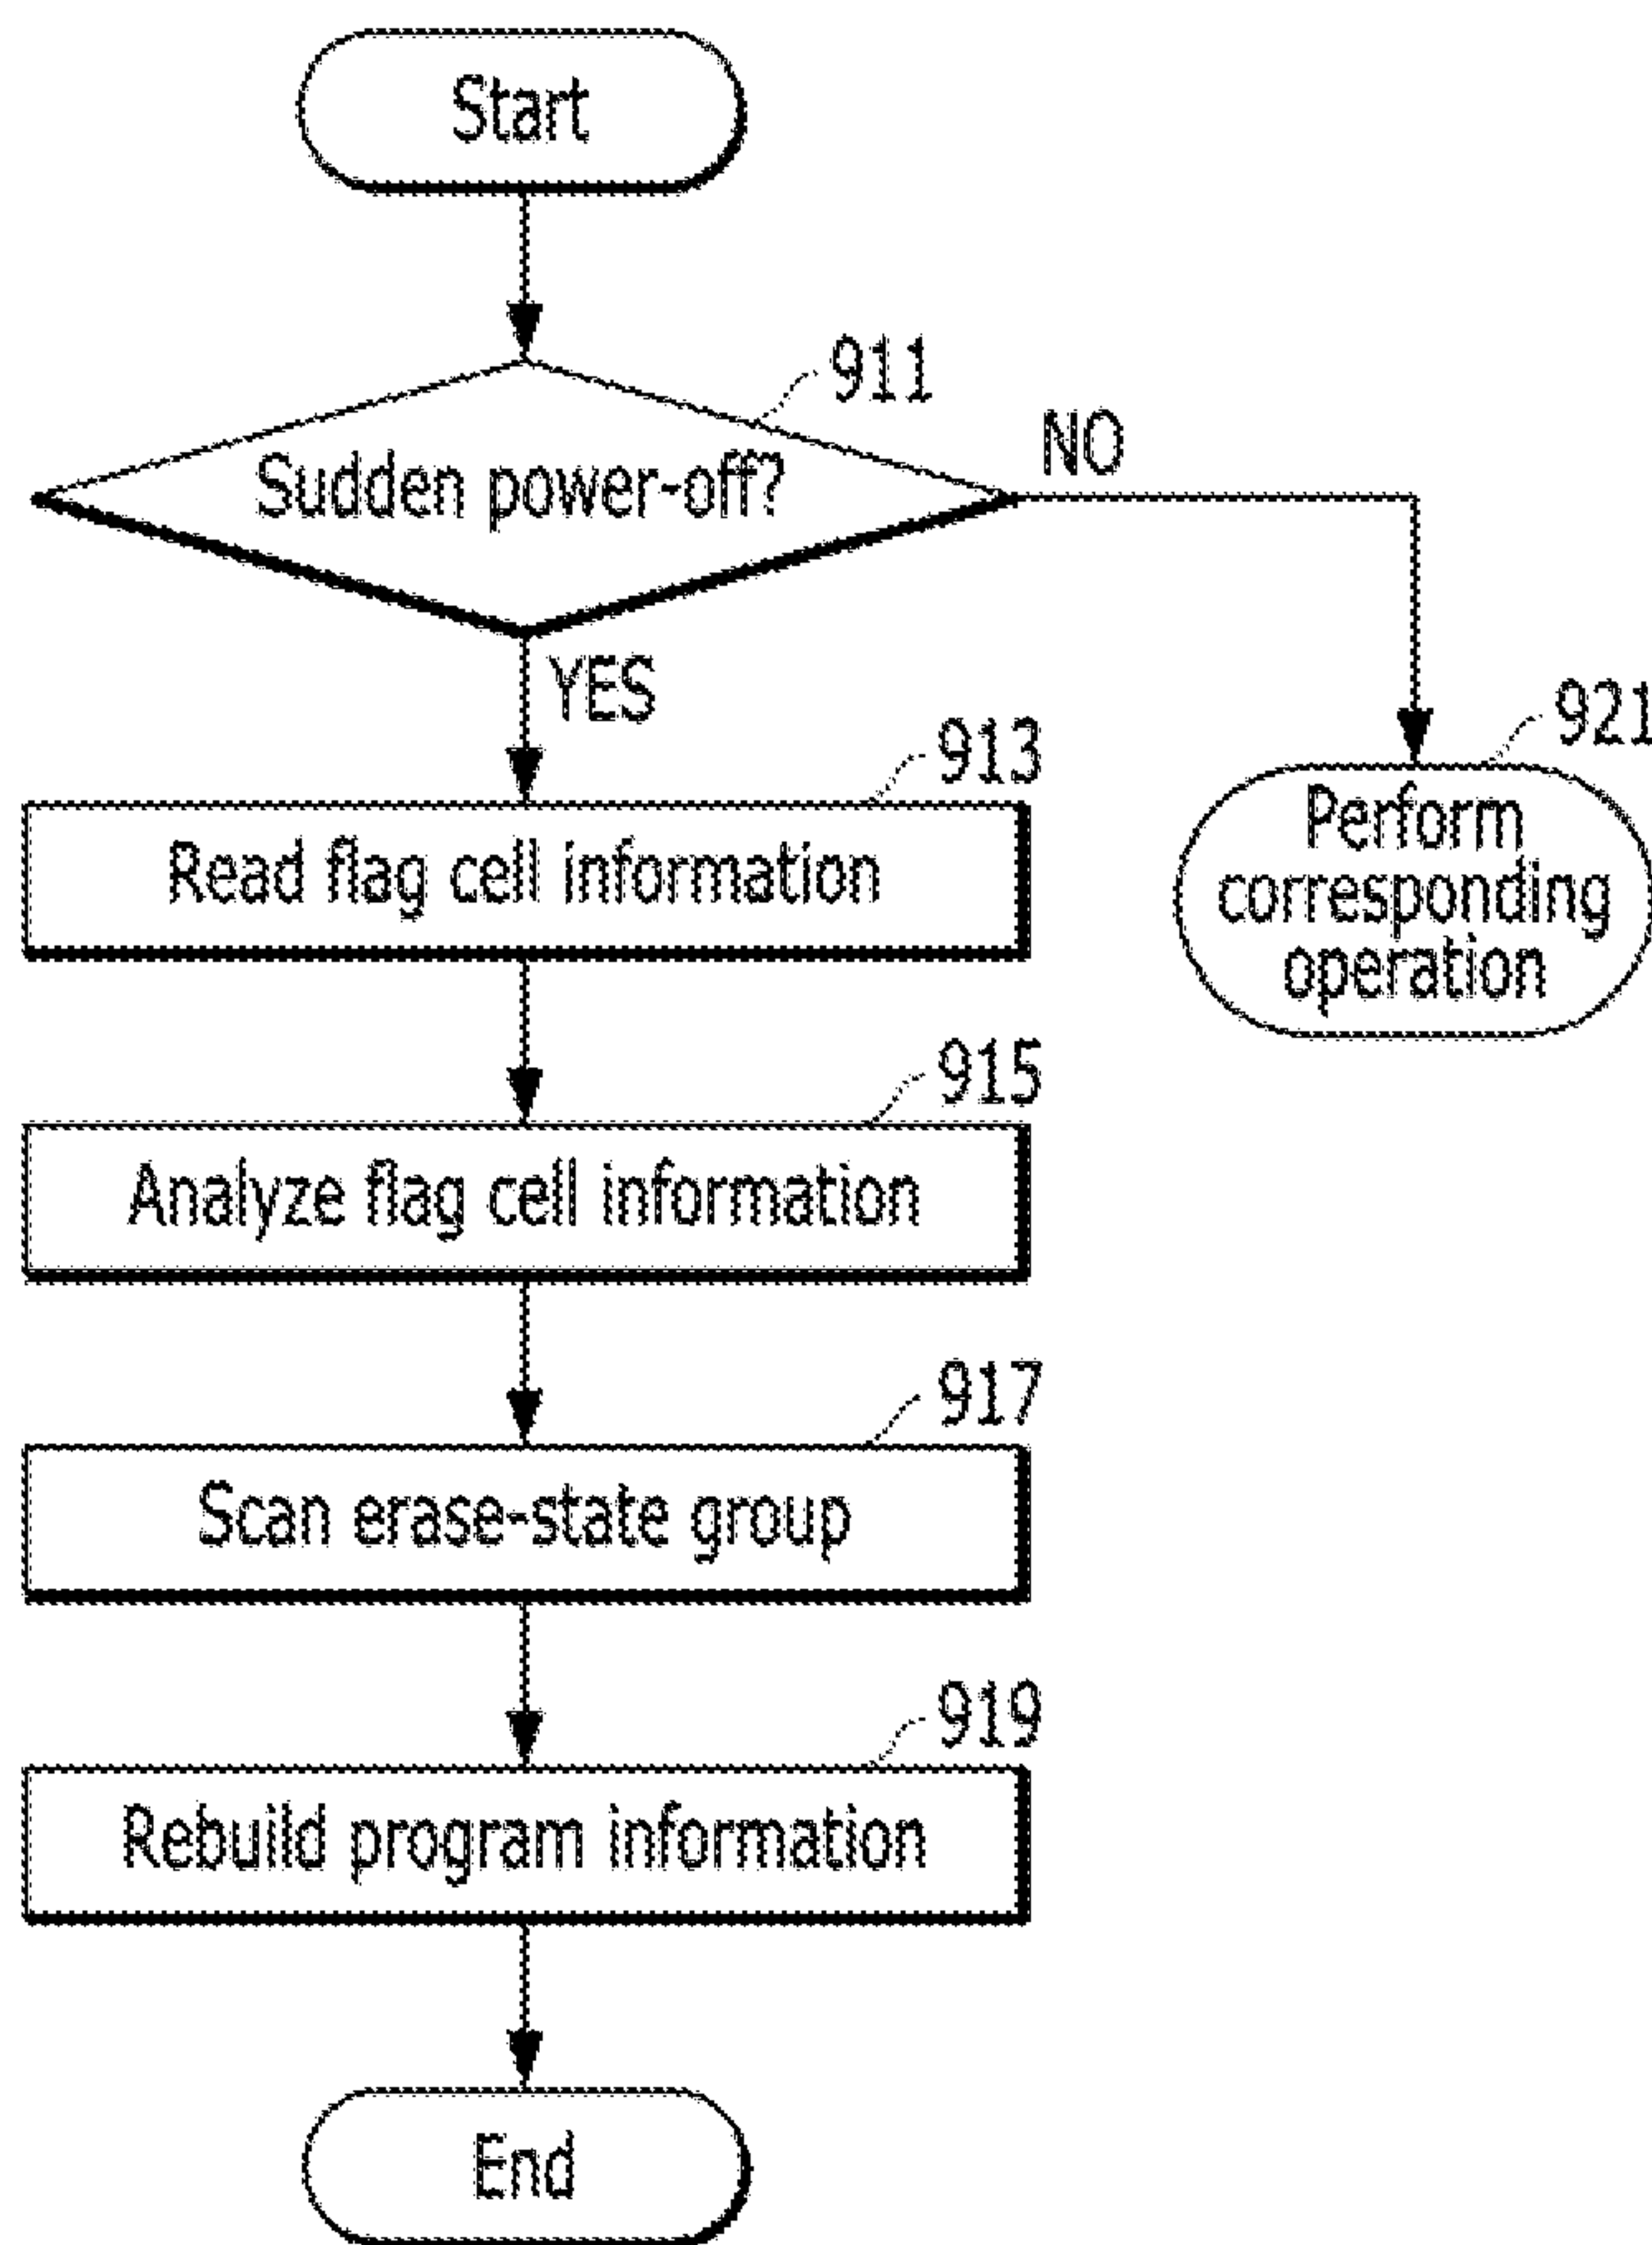 Start
911
Sudden power-off?
NO
YES
921
Perform
corresponding
operation
913
Read flag cell information
915
Analyze flag cell information
917
Scan erase-state group
919
Rebuild program information
End